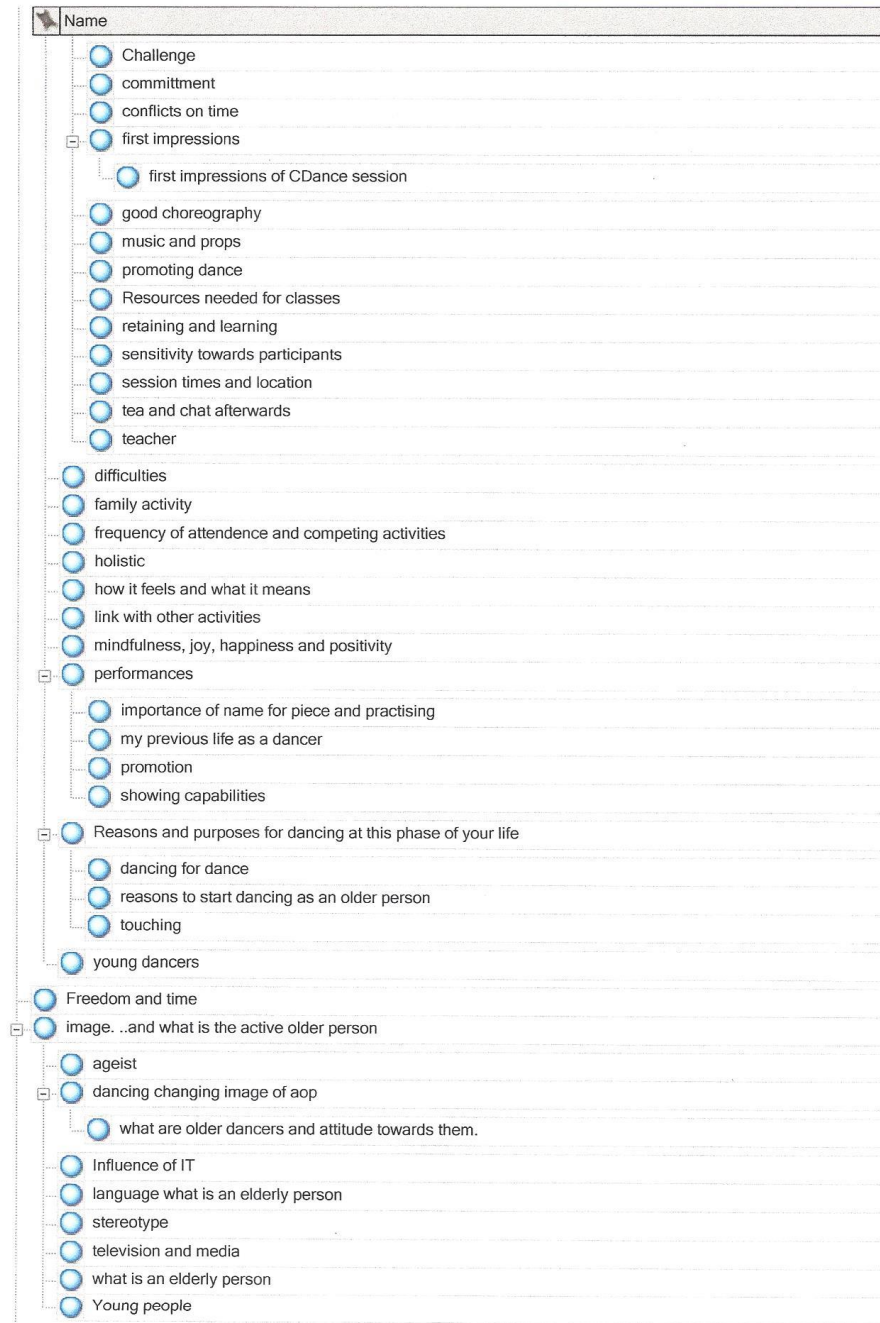 Name
Challenge
committment
conflicts on time
first impressions
first impressions of CDance session
good choreography
music and props
promoting dance
Resources needed for classes
retaining and learning
sensitivity towards participants
session times and location
tea and chat afterwards
teacher
difficulties
family activity
frequency of attendence and competing activities
holistic
how it feels and what it means
link with other activities
mindfulness, joy, happiness and positivity
performances
importance of name for piece and practising
my previous life as a dancer
promotion
showing capabilities
Reasons and purposes for dancing at this phase of your life
dancing for dance
reasons to start dancing as an older person
touching
young dancers
Freedom and time
image. ..and what is the active older person
ageist
dancing changing image of aop
what are older dancers and attitude towards them.
Influence of IT
language what is an elderly person
stereotype
television and media
what is an elderly person
Young people